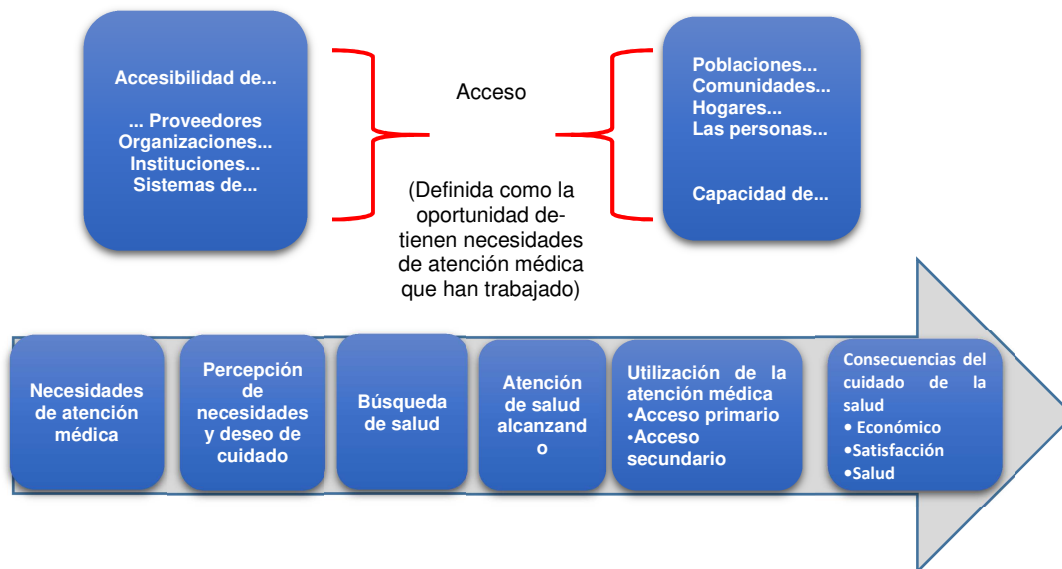 Accesibilidad de...
... Proveedores
Organizaciones...
Instituciones...
Sistemas de...
Acceso
(Definida como la
oportunidad de-
tienen necesidades
de atención médica
que han trabajado)
Poblaciones...
Comunidades...
Hogares...
Las personas...
Capacidad de...
Necesidades
de atención
médica
Percepción
de
necesidades
y deseo de
cuidado
Búsqueda
de salud
Atención
de salud
alcanzand
o
Utilización de la
atención médica
•Acceso primario
•Acceso
secundario
Consecuencias del
cuidado de la
salud
• Económico
•Satisfacción
•Salud